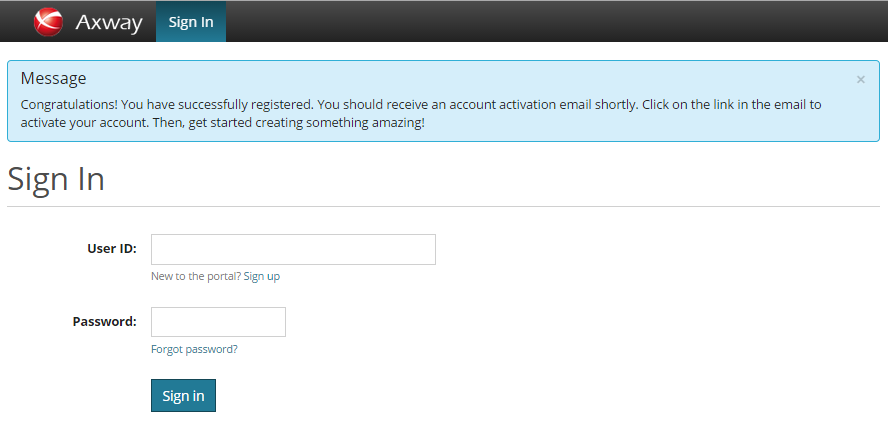 Axway Sign In
Message ×
Congratulations! You have successfully registered. You should receive an account activation email shortly. Click on the link in the email to
activate your account. Then, get started creating something amazing!
Sign In
User ID:
New to the portal? Sign up
Password:
Forgot password?
Sign in